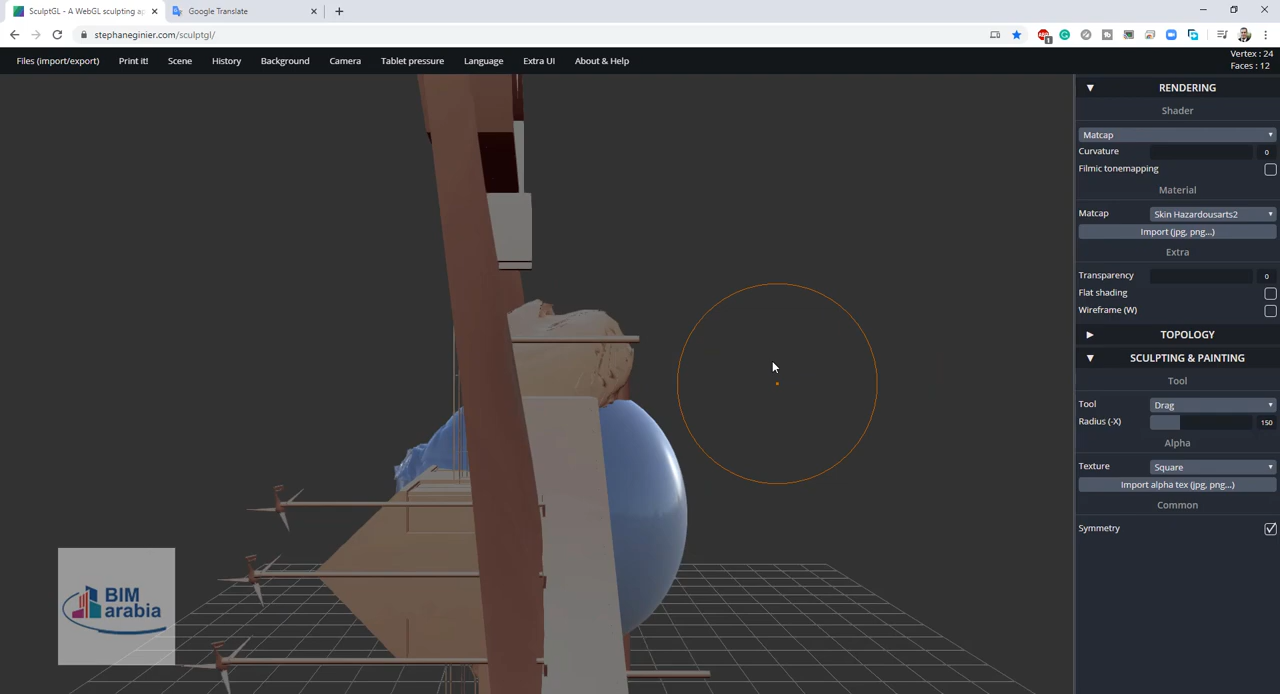 SculptGL - A WebGL sculpting ap
Google Translate
stephaneginier.com/sculptgl/
Files (import/export)
Print it!
Scene
History
Background
Camera
Tablet pressure
Language
Extra UI
About & Help
Vertex : 24
Faces : 12
RENDERING
Shader
Matcap
Curvature
0
Filmic tonemapping
Material
Matcap
Skin Hazardousarts2
Import (jpg, png...)
Extra
Transparency
0
Flat shading
Wireframe (W)
TOPOLOGY
SCULPTING & PAINTING
Tool
Tool
Drag
Radius (-X)
150
Alpha
Texture
Square
Import alpha tex (jpg, png...)
Common
Symmetry
BIM
arabia